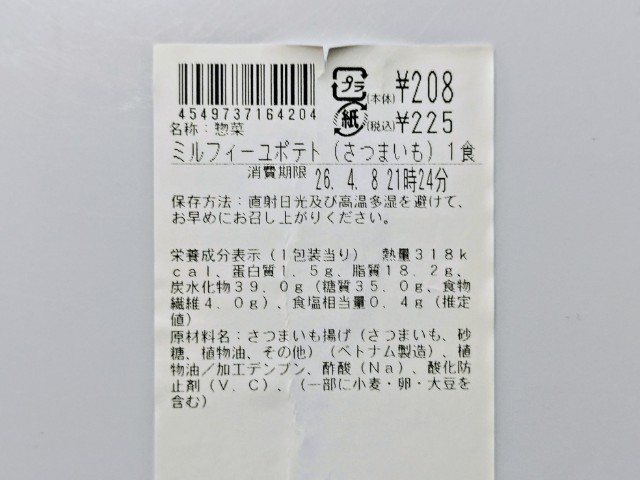 プラ
(本体) ¥208
4549737164204
紙
(税込) ¥225
名称：惣菜
ミルフィーユポテト（さつまいも）１食
消費期限 26. 4. 8 21時24分
保存方法：直射日光及び高温多湿を避けて、
お早めにお召し上がりください。
栄養成分表示（１包装当り）　熱量３１８ｋ
ｃａｌ、蛋白質１．５ｇ、脂質１８．２ｇ、
炭水化物３９．０ｇ（糖質３５．０ｇ、食物
繊維４．０ｇ）、食塩相当量０．４ｇ（推定
値）
原材料名：さつまいも揚げ（さつまいも、砂
糖、植物油、その他）（ベトナム製造）、植
物油／加工デンプン、酢酸（Ｎａ）、酸化防
止剤（Ｖ．Ｃ）、（一部に小麦・卵・大豆を
含む）